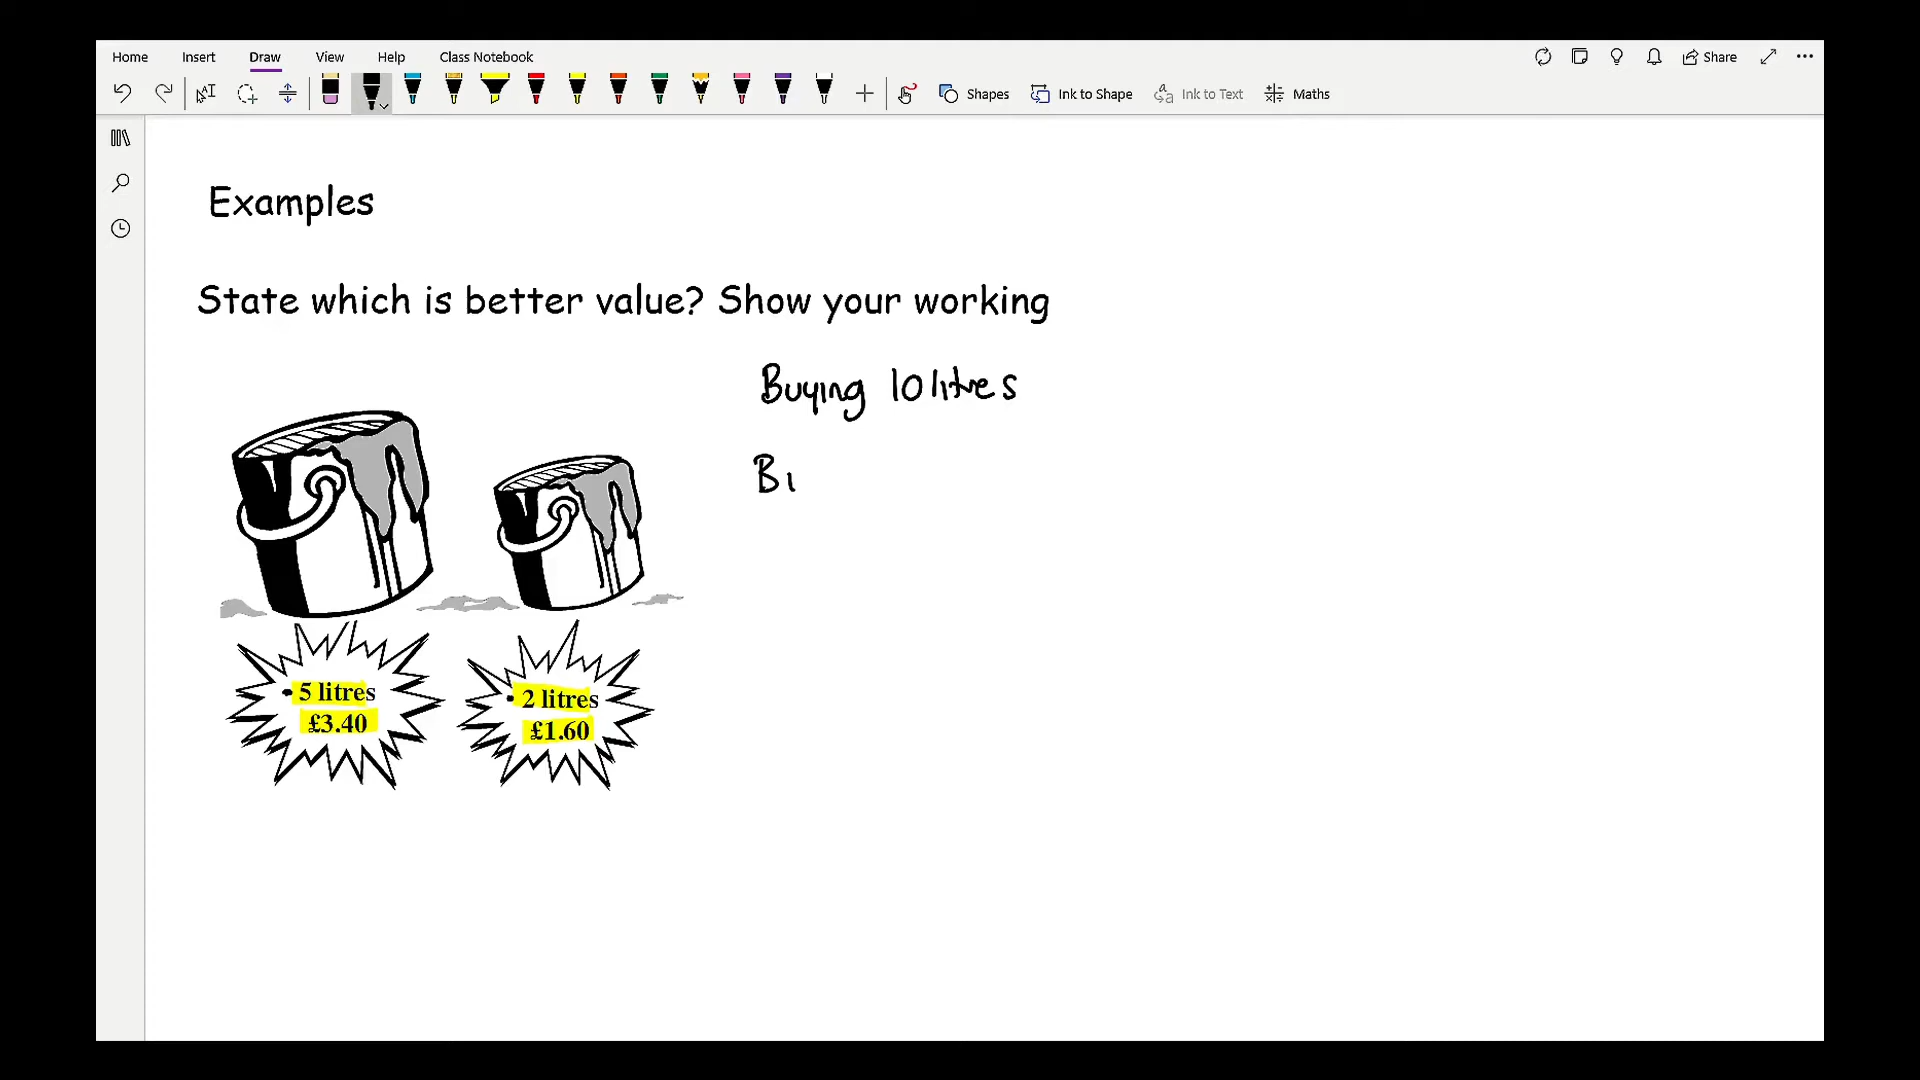 Home Insert Draw View Help Class Notebook Share
Shapes Ink to Shape Ink to Text Maths
Examples
State which is better value? Show your working
Buying 10 litres
Bi
5 litres
£3.40
2 litres
£1.60